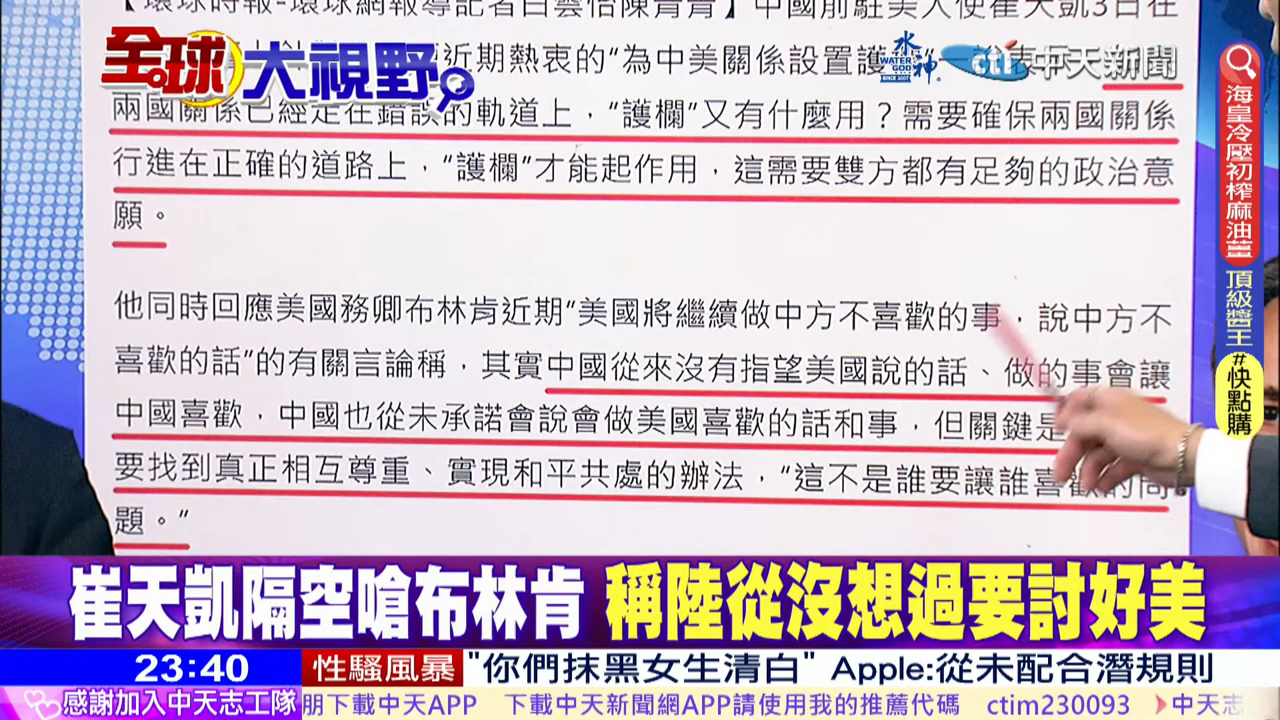 【環球時報-環球網報導記者白雲怡陳青青】中國前駐美大使崔天凱3日在
近期熱衷的“為中美關係設置護
兩國關係已經走在錯誤的軌道上，“護欄”又有什麼用？需要確保兩國關係
行進在正確的道路上，“護欄”才能起作用，這需要雙方都有足夠的政治意
願。
他同時回應美國務卿布林肯近期“美國將繼續做中方不喜歡的事，說中方不
喜歡的話”的有關言論稱，其實中國從來沒有指望美國說的話、做的事會讓
中國喜歡，中國也從未承諾會說會做美國喜歡的話和事，但關鍵是
要找到真正相互尊重、實現和平共處的辦法，“這不是誰要讓誰喜歡的問
題。”
全球大視野
水神
WATER GOD
SINCE 2007
cti 中天新聞
海皇冷壓初榨麻油薑
頂級醬王
#快點購
崔天凱隔空嗆布林肯 稱陸從沒想過要討好美
23:40 性騷風暴 "你們抹黑女生清白" Apple:從未配合潛規則
感謝加入中天志工隊 朋下載中天APP 下載中天新聞網APP請使用我的推薦代碼 ctim230093 中天志